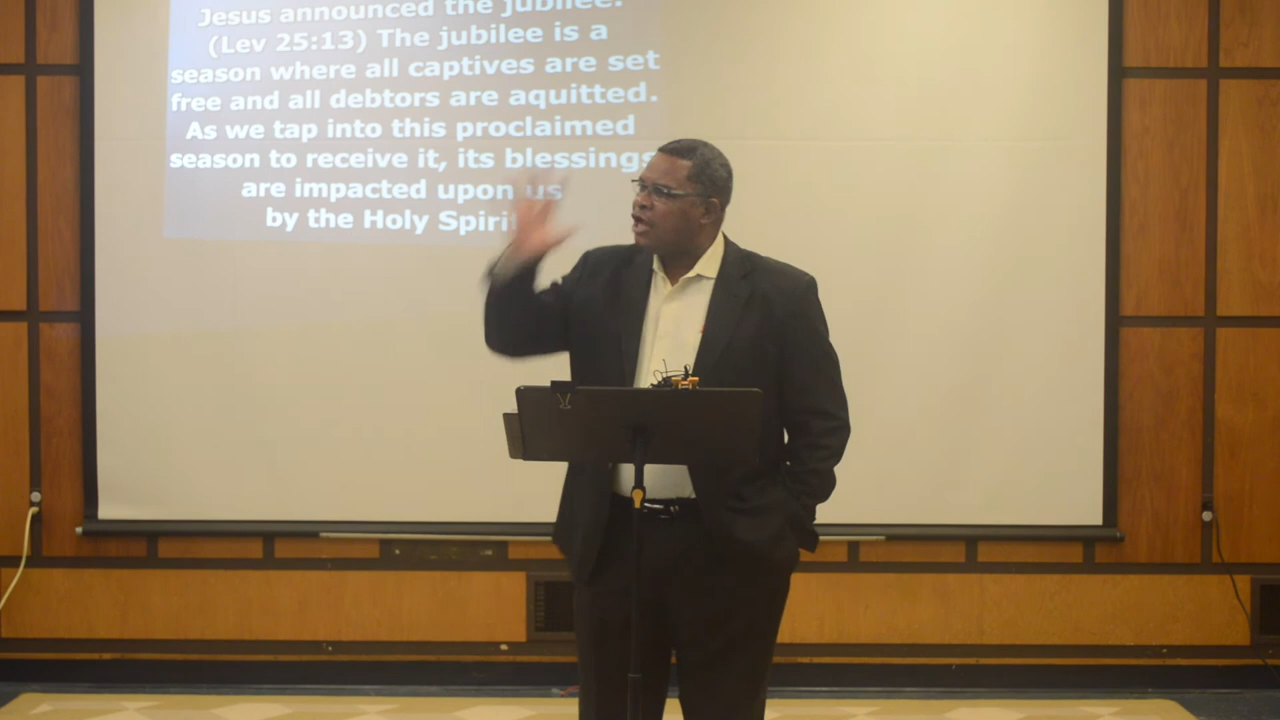 Jesus announced the jubilee.
(Lev 25:13) The jubilee is a
season where all captives are set
free and all debtors are aquitted.
As we tap into this proclaimed
season to receive it, its blessings
are impacted upon us
by the Holy Spirit